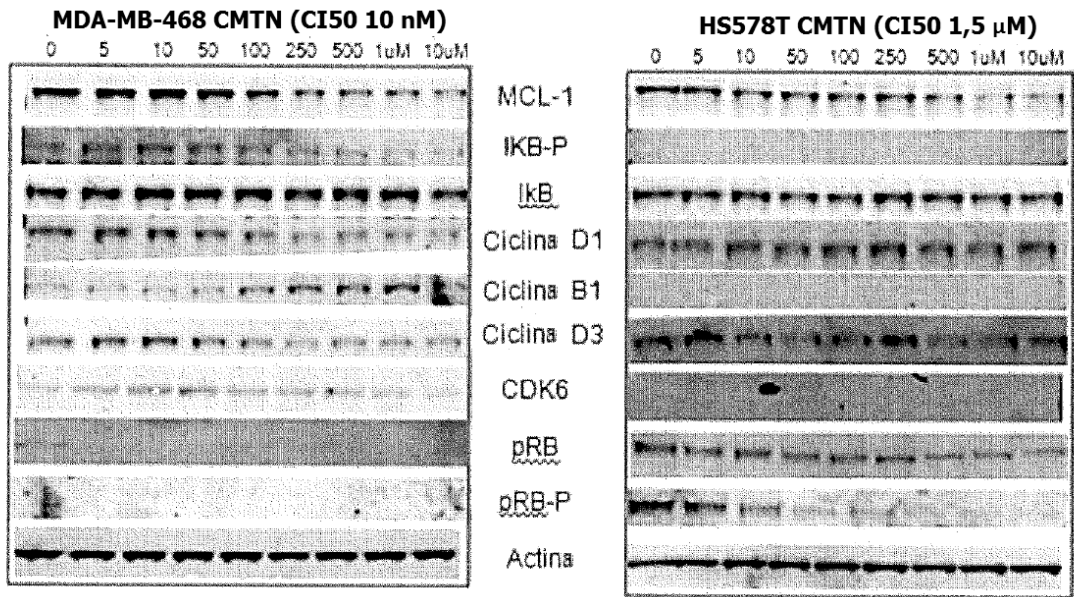 MDA-MB-468 CMTN (CI50 10 nM)
HS578T CMTN (CI50 1,5 μM)
0 5 10 50 100 250 500 1uM 10uM
0 5 10 50 100 250 500 1uM 10uM
MCL-1
IKB-P
IkB
Ciclina D1
Ciclina B1
Ciclina D3
CDK6
pRB
pRB-P
Actina